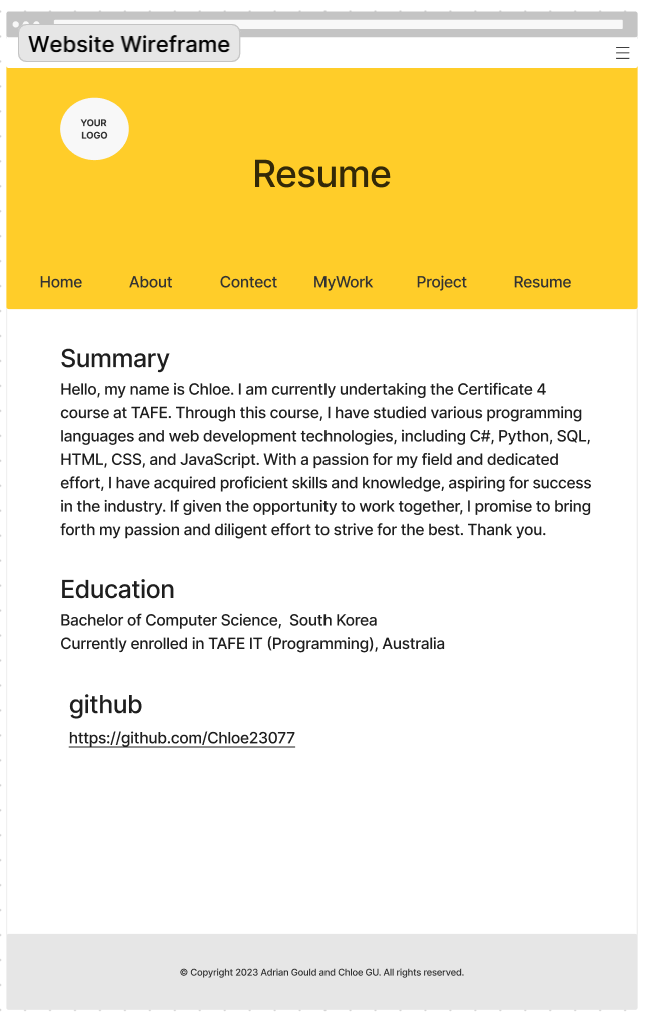 Website Wireframe
YOUR
LOGO
Resume
Home About Contect MyWork Project Resume
Summary
Hello, my name is Chloe. I am currently undertaking the Certificate 4
course at TAFE. Through this course, I have studied various programming
languages and web development technologies, including C#, Python, SQL,
HTML, CSS, and JavaScript. With a passion for my field and dedicated
effort, I have acquired proficient skills and knowledge, aspiring for success
in the industry. If given the opportunity to work together, I promise to bring
forth my passion and diligent effort to strive for the best. Thank you.
Education
Bachelor of Computer Science,  South Korea
Currently enrolled in TAFE IT (Programming), Australia
github
https://github.com/Chloe23077
© Copyright 2023 Adrian Gould and Chloe GU. All rights reserved.